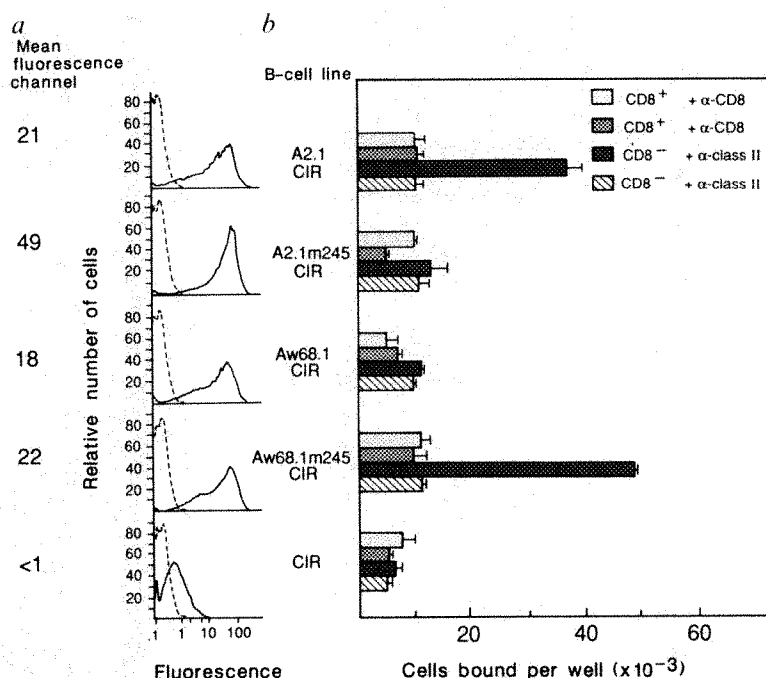 a
Mean
fluorescence
channel
21
49
18
22
<1
Relative number of cells
80
60
40
20
80
60
40
20
80
60
40
20
80
60
40
20
80
60
40
20
1 1 10 100
Fluorescence
b
B-cell line
A2.1
CIR
A2.1m245
CIR
Aw68.1
CIR
Aw68.1m245
CIR
CIR
CD8+ + α-CD8
CD8+ + α-CD8
CD8− + α-class II
CD8− + α-class II
20 40 60
Cells bound per well (x10−3)